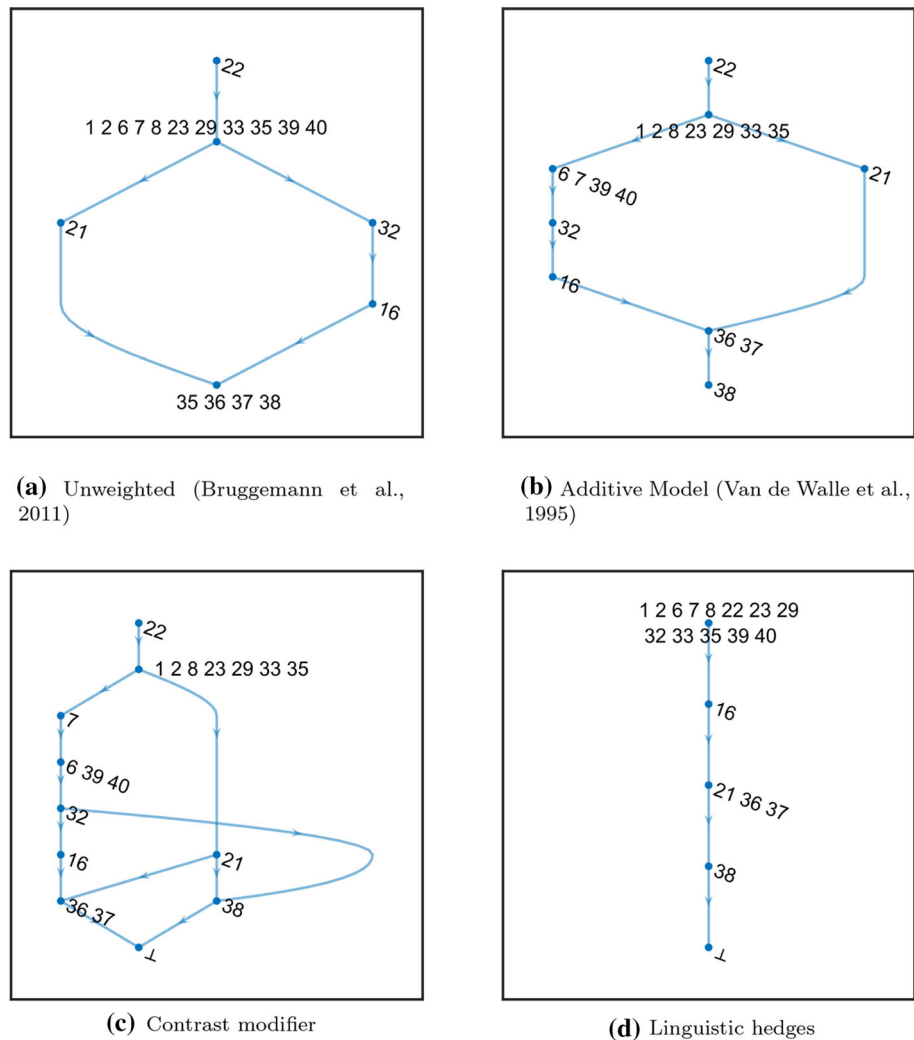 22
1 2 6 7 8 23 29 33 35 39 40
21
32
16
35 36 37 38
(a) Unweighted (Bruggemann et al.,
2011)
22
1 2 8 23 29 33 35
6 7 39 40
21
32
16
36 37
38
(b) Additive Model (Van de Walle et al.,
1995)
22
1 2 8 23 29 33 35
7
6 39 40
32
16
21
36 37
38
⊥
(c) Contrast modifier
1 2 6 7 8 22 23 29
32 33 35 39 40
16
21 36 37
38
⊥
(d) Linguistic hedges